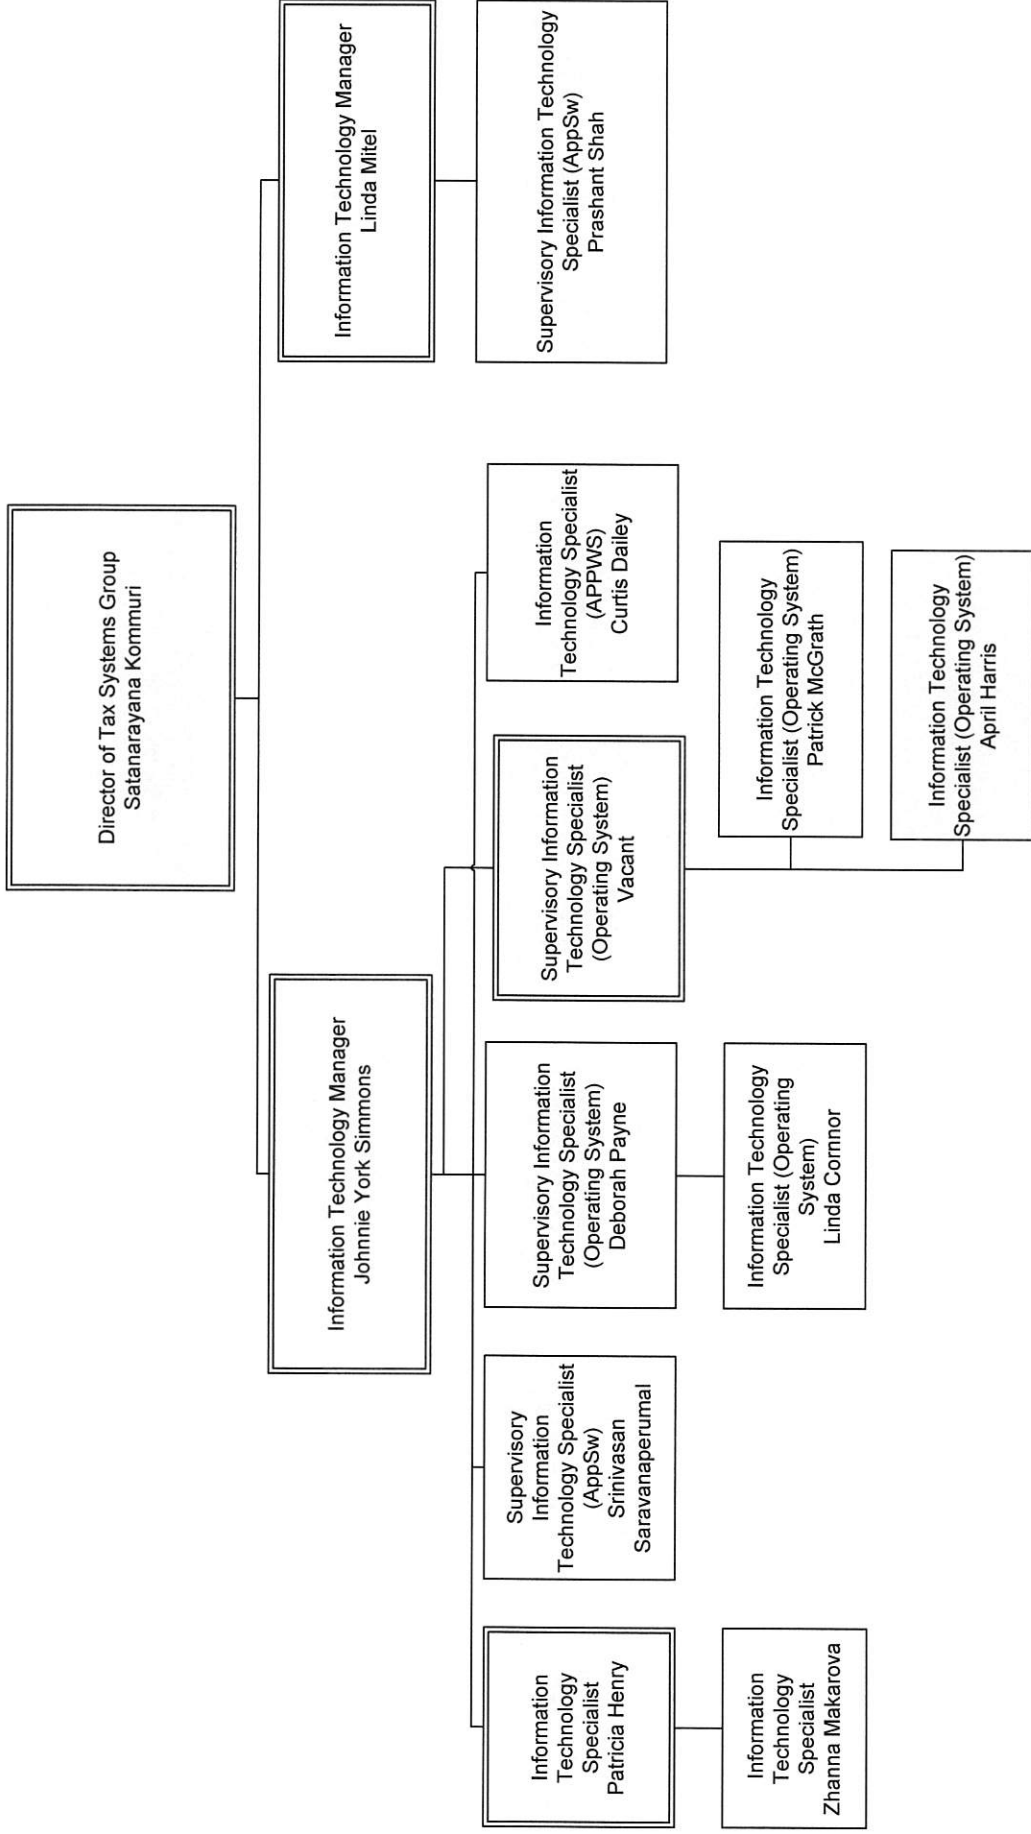 Director of Tax Systems Group
Satanarayana Kommuri
Information Technology Manager
Johnnie York Simmons
Information Technology Manager
Linda Mitel
Information
Technology
Specialist
Patricia Henry
Supervisory
Information
Technology Specialist
(AppSw)
Srinivasan
Saravanaperumal
Supervisory Information
Technology Specialist
(Operating System)
Deborah Payne
Supervisory Information
Technology Specialist
(Operating System)
Vacant
Information
Technology Specialist
(APPWS)
Curtis Dailey
Supervisory Information Technology
Specialist (AppSw)
Prashant Shah
Information
Technology
Specialist
Zhanna Makarova
Information Technology
Specialist (Operating
System)
Linda Cornnor
Information Technology
Specialist (Operating System)
Patrick McGrath
Information Technology
Specialist (Operating System)
April Harris